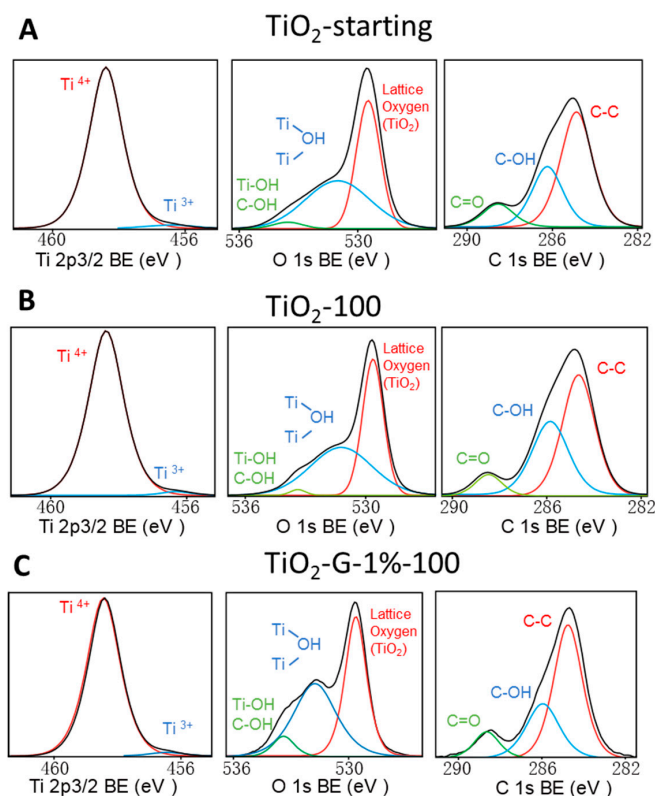 A
TiO₂-starting
Ti ⁴⁺
Ti ³⁺
460
456
Ti 2p3/2 BE (eV )
Ti
OH
Ti
Lattice
Oxygen
(TiO₂)
Ti-OH
C-OH
536
530
O 1s BE (eV )
C-C
C-OH
C=O
290
286
282
C 1s BE (eV )
B
TiO₂-100
Ti ⁴⁺
Ti ³⁺
460
456
Ti 2p3/2 BE (eV )
Ti
OH
Ti
Lattice
Oxygen
(TiO₂)
Ti-OH
C-OH
536
530
O 1s BE (eV )
C-C
C-OH
C=O
290
286
282
C 1s BE (eV )
C
TiO₂-G-1%-100
Ti ⁴⁺
Ti ³⁺
460
456
Ti 2p3/2 BE (eV )
Ti
OH
Ti
Lattice
Oxygen
(TiO₂)
Ti-OH
C-OH
536
530
O 1s BE (eV )
C-C
C-OH
C=O
290
286
282
C 1s BE (eV )